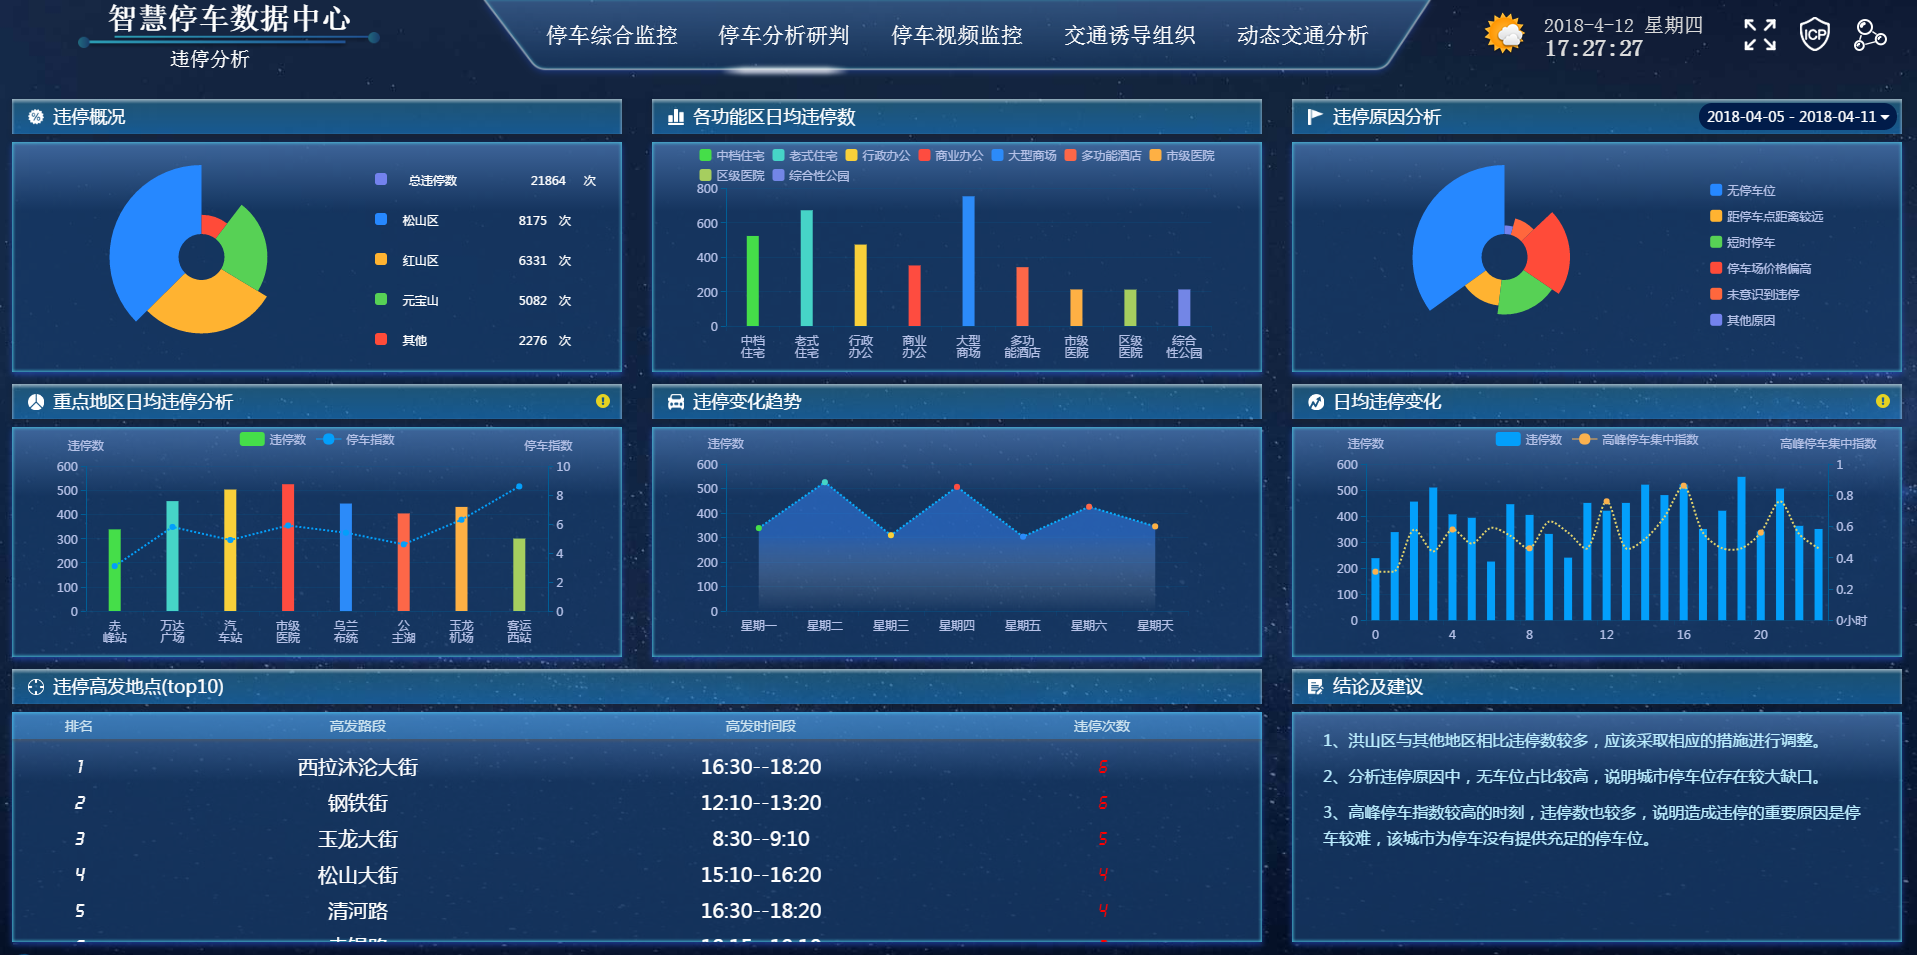 智慧停车数据中心
违停分析
停车综合监控
停车分析研判
停车视频监控
交通诱导组织
动态交通分析
2018-4-12 星期四
17:27:27
ICP
违停概况
总违停数 21864 次
松山区 8175 次
红山区 6331 次
元宝山 5082 次
其他 2276 次
各功能区日均违停数
中档住宅 老式住宅 行政办公 商业办公 大型商场 多功能酒店 市级医院
区级医院 综合性公园
800
600
400
200
0
中档
住宅
老式
住宅
行政
办公
商业
办公
大型
商场
多功
能酒店
市级
医院
区级
医院
综合
性公园
违停原因分析
2018-04-05 - 2018-04-11
无停车位
距停车点距离较远
短时停车
停车场价格偏高
未意识到违停
其他原因
重点地区日均违停分析
违停数 停车指数
违停数
停车指数
600
500
400
300
200
100
0
10
8
6
4
2
0
赤
峰站
万达
广场
汽
车站
市级
医院
乌兰
布统
公
主湖
玉龙
机场
客运
西站
违停变化趋势
违停数
600
500
400
300
200
100
0
星期一 星期二 星期三 星期四 星期五 星期六 星期天
日均违停变化
违停数 高峰停车集中指数
违停数
高峰停车集中指数
600
500
400
300
200
100
0
1
0.8
0.6
0.4
0.2
0小时
0 4 8 12 16 20
违停高发地点(top10)
排名 高发路段 高发时间段 违停次数
1 西拉沐沦大街 16:30--18:20 6
2 钢铁街 12:10--13:20 6
3 玉龙大街 8:30--9:10 5
4 松山大街 15:10--16:20 4
5 清河路 16:30--18:20 4
结论及建议
1、洪山区与其他地区相比违停数较多，应该采取相应的措施进行调整。
2、分析违停原因中，无车位占比较高，说明城市停车位存在较大缺口。
3、高峰停车指数较高的时刻，违停数也较多，说明造成违停的重要原因是停
车较难，该城市为停车没有提供充足的停车位。